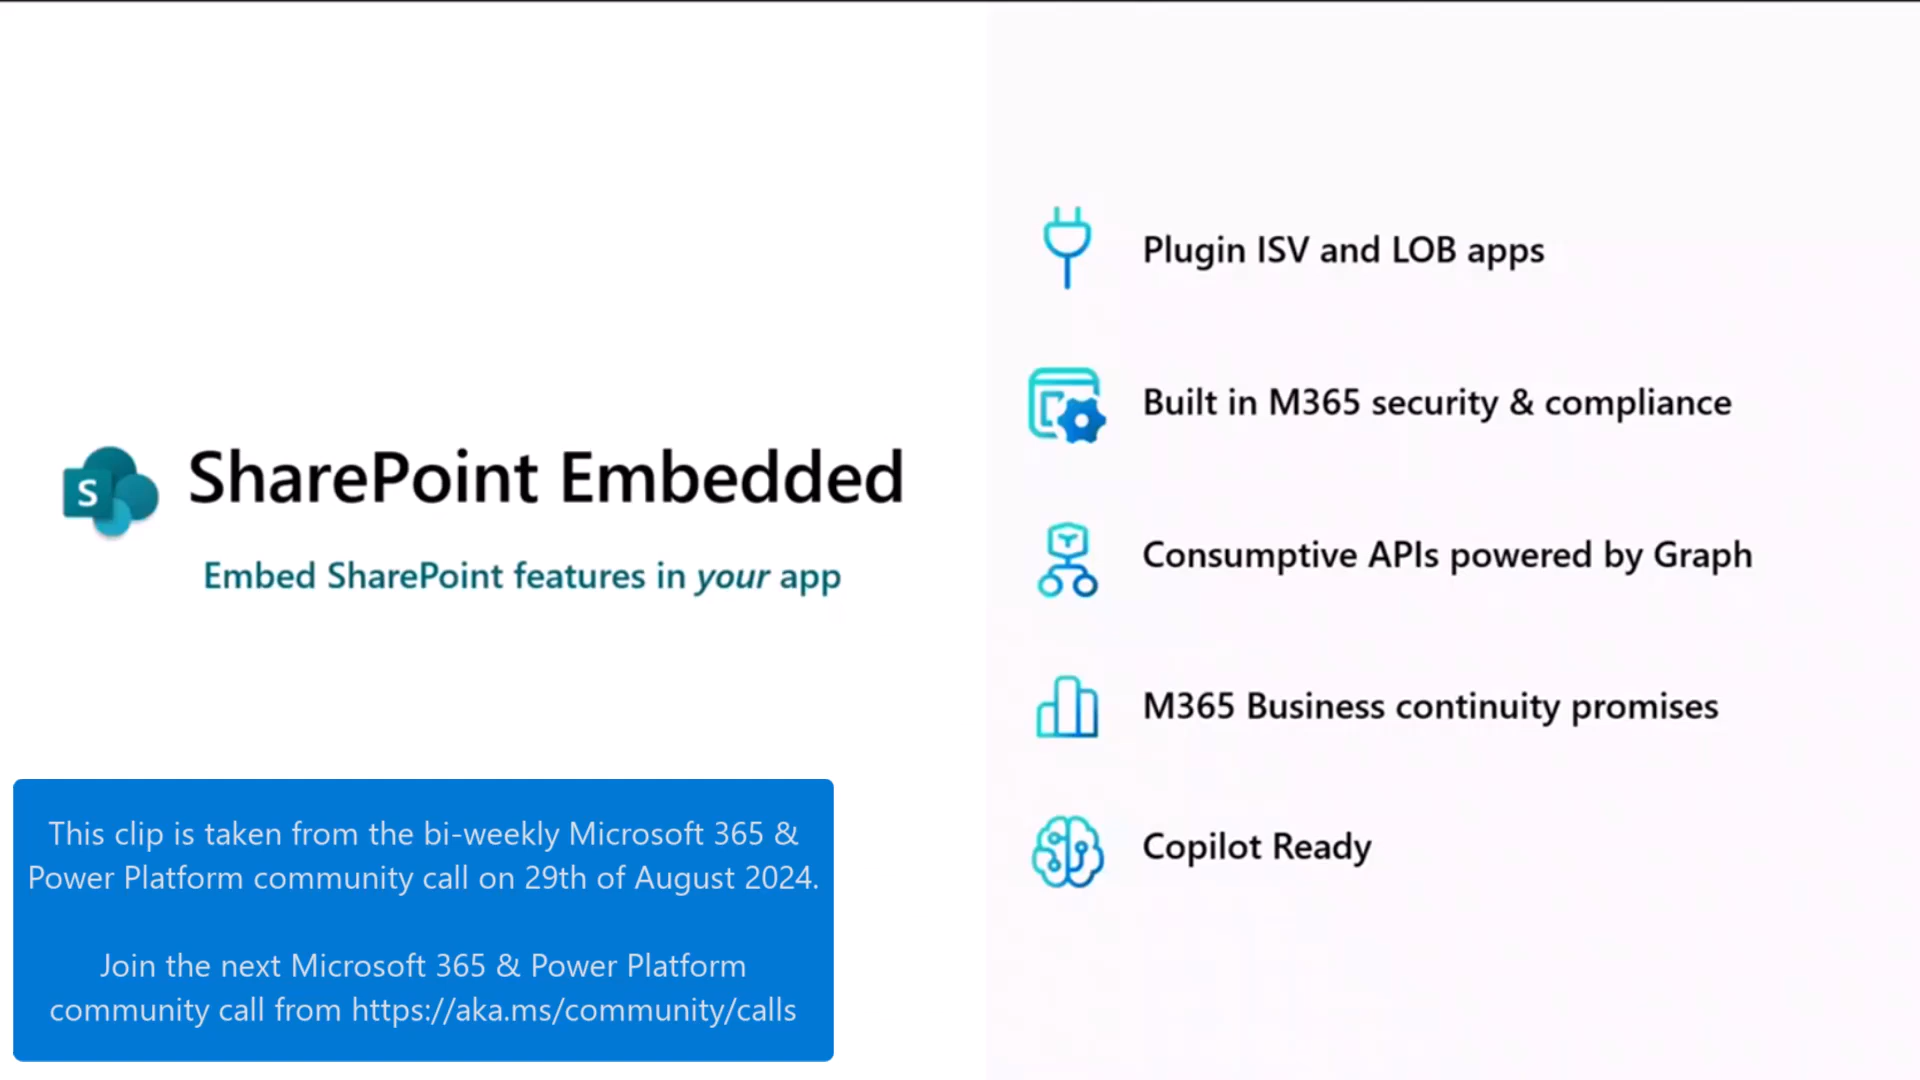 S
SharePoint Embedded
Embed SharePoint features in your app
Plugin ISV and LOB apps
Built in M365 security & compliance
Consumptive APIs powered by Graph
M365 Business continuity promises
Copilot Ready
This clip is taken from the bi-weekly Microsoft 365 &
Power Platform community call on 29th of August 2024.
Join the next Microsoft 365 & Power Platform
community call from https://aka.ms/community/calls